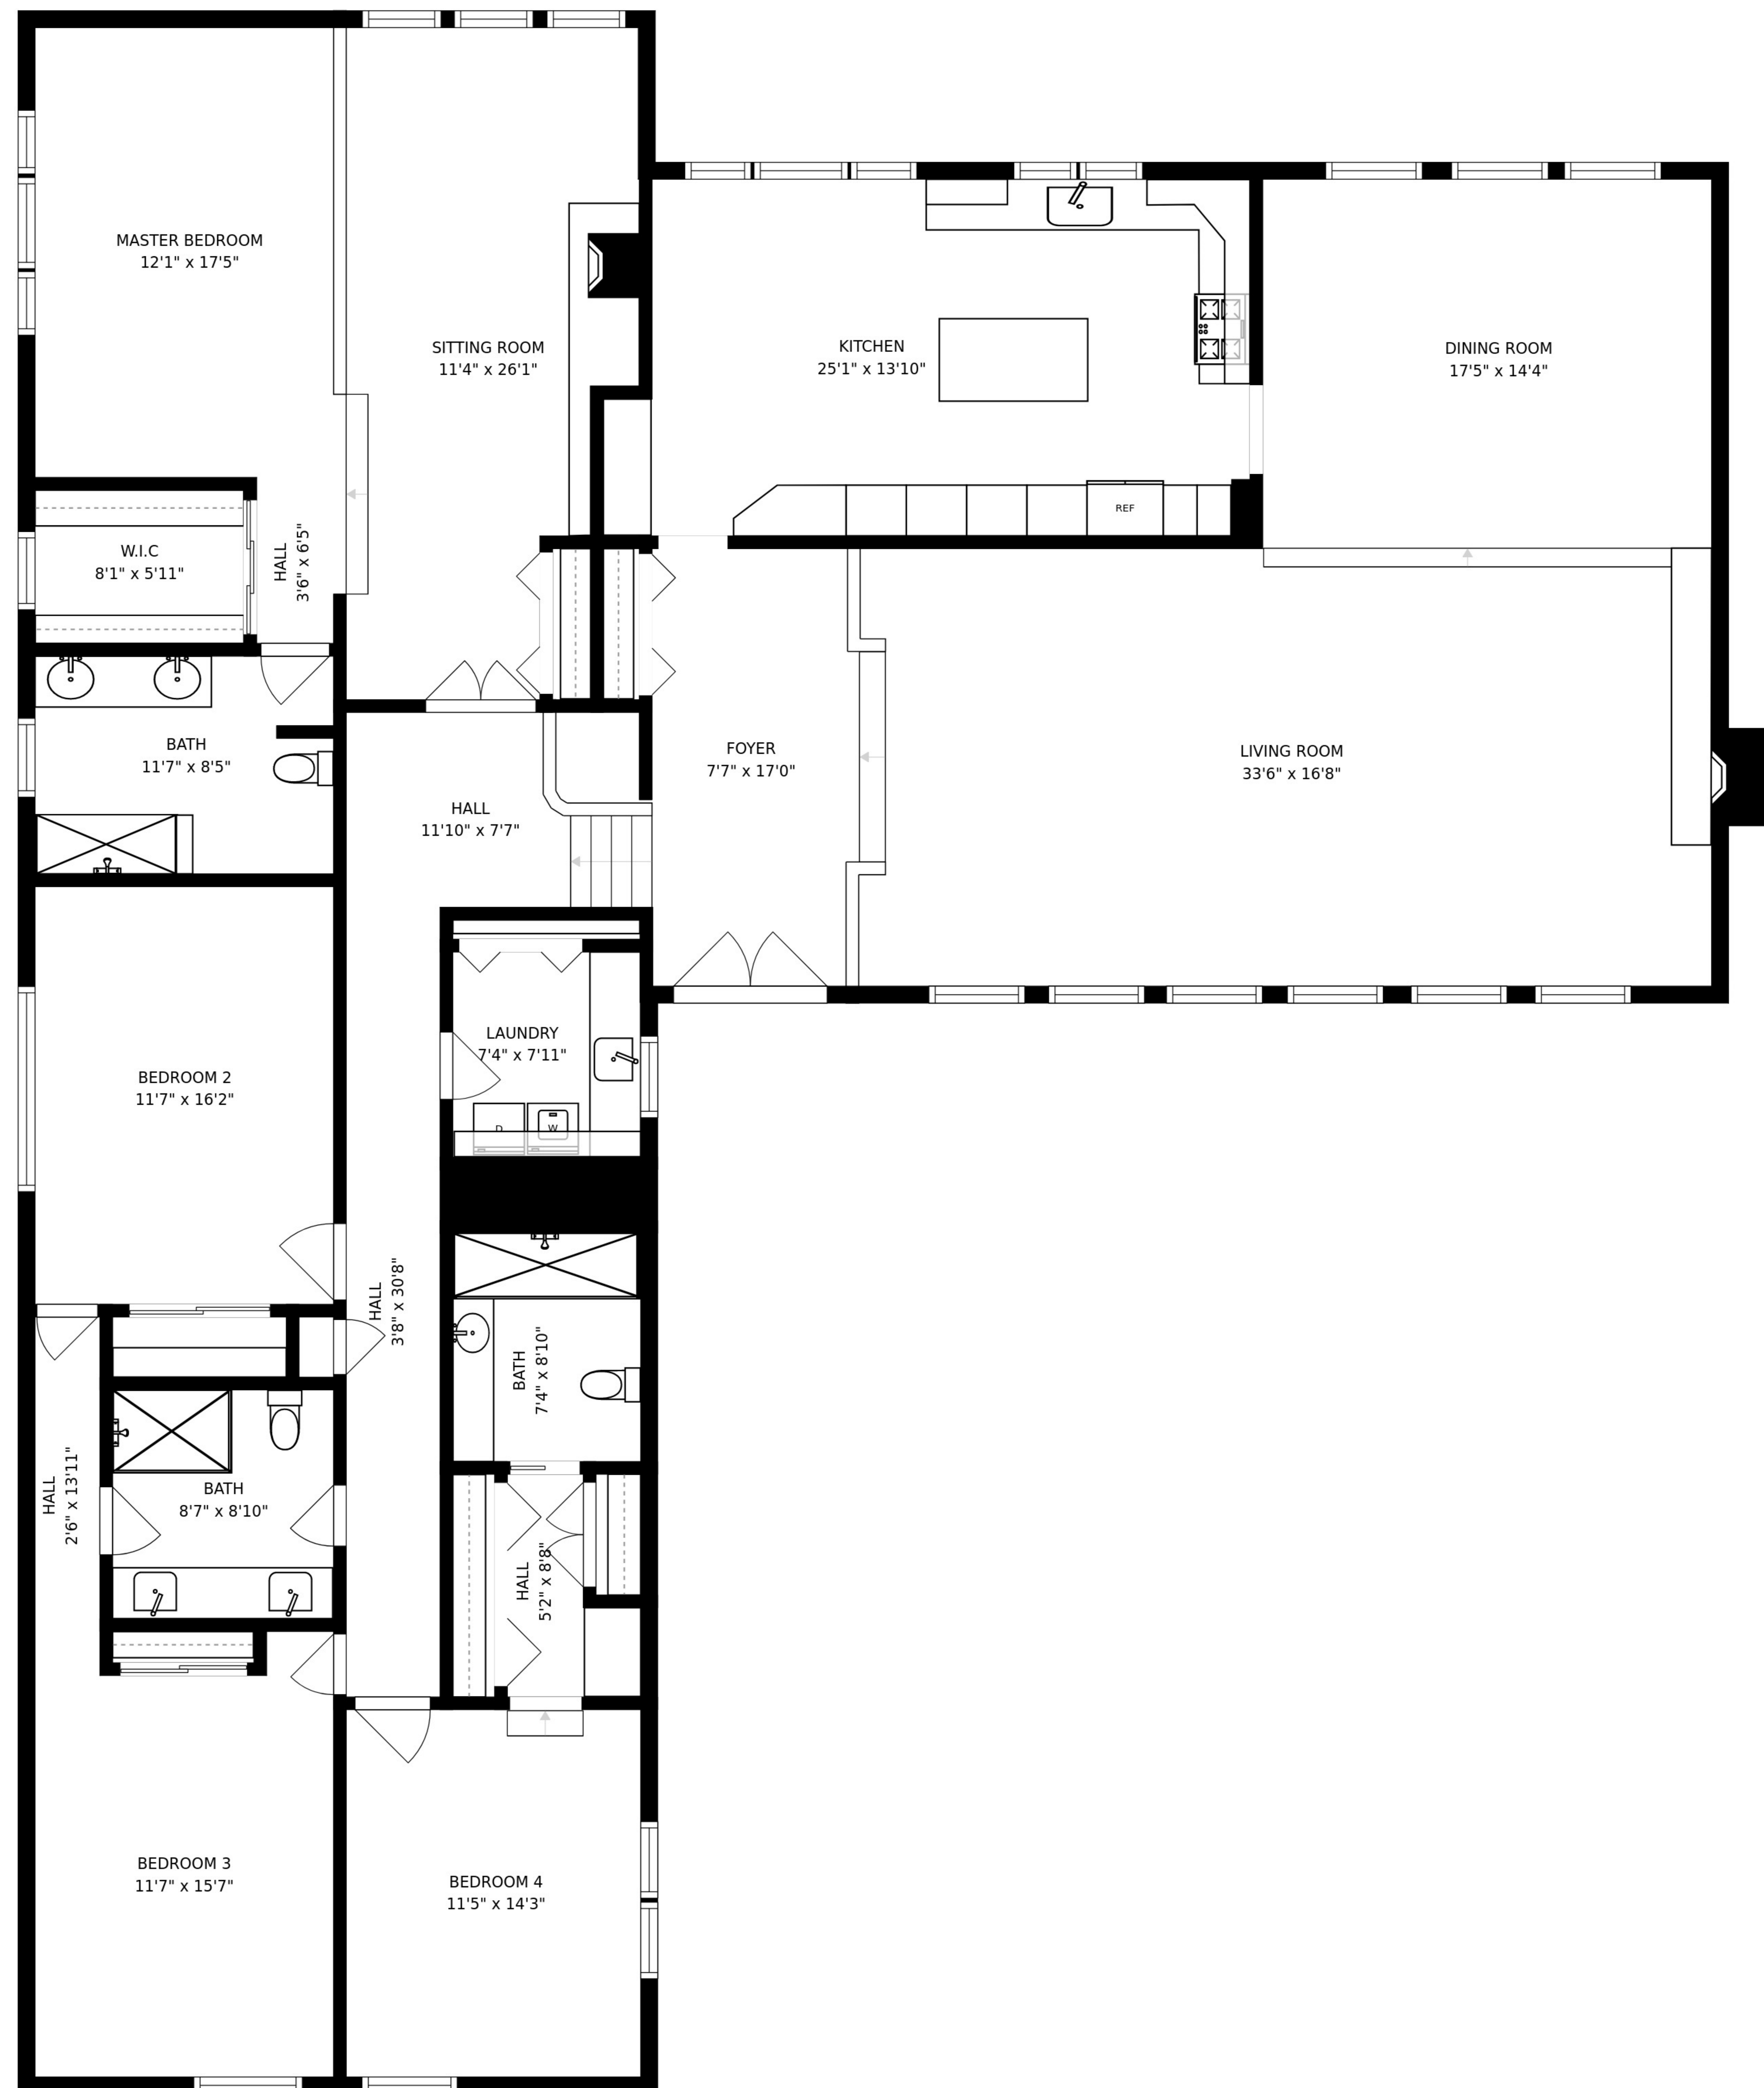 MASTER BEDROOM
12'1" x 17'5"
SITTING ROOM
11'4" x 26'1"
KITCHEN
25'1" x 13'10"
DINING ROOM
17'5" x 14'4"
REF
W.I.C
8'1" x 5'11"
HALL
3'6" x 6'5"
BATH
11'7" x 8'5"
HALL
11'10" x 7'7"
FOYER
7'7" x 17'0"
LIVING ROOM
33'6" x 16'8"
LAUNDRY
7'4" x 7'11"
D
W
BEDROOM 2
11'7" x 16'2"
HALL
3'8" x 30'8"
BATH
7'4" x 8'10"
HALL
2'6" x 13'11"
BATH
8'7" x 8'10"
HALL
5'2" x 8'8"
BEDROOM 3
11'7" x 15'7"
BEDROOM 4
11'5" x 14'3"